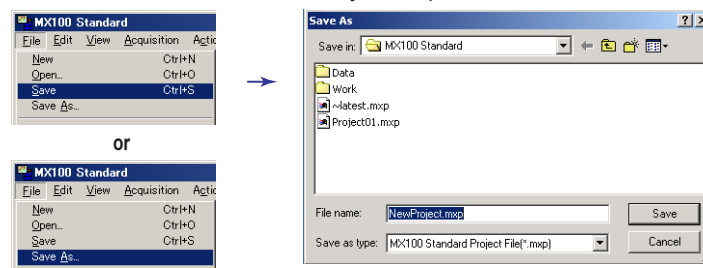 MX100 Standard
File Edit View Acquisition
New Ctrl+N
Open... Ctrl+O
Save Ctrl+S
Save As...
or
MX100 Standard
File Edit View Acquisition
New Ctrl+N
Open... Ctrl+O
Save Ctrl+S
Save As...
Save As
Save in: MX100 Standard
Data
Work
~latest.mxp
Project01.mxp
File name: NewProject.mxp Save
Save as type: MX100 Standard Project File(*.mxp) Cancel